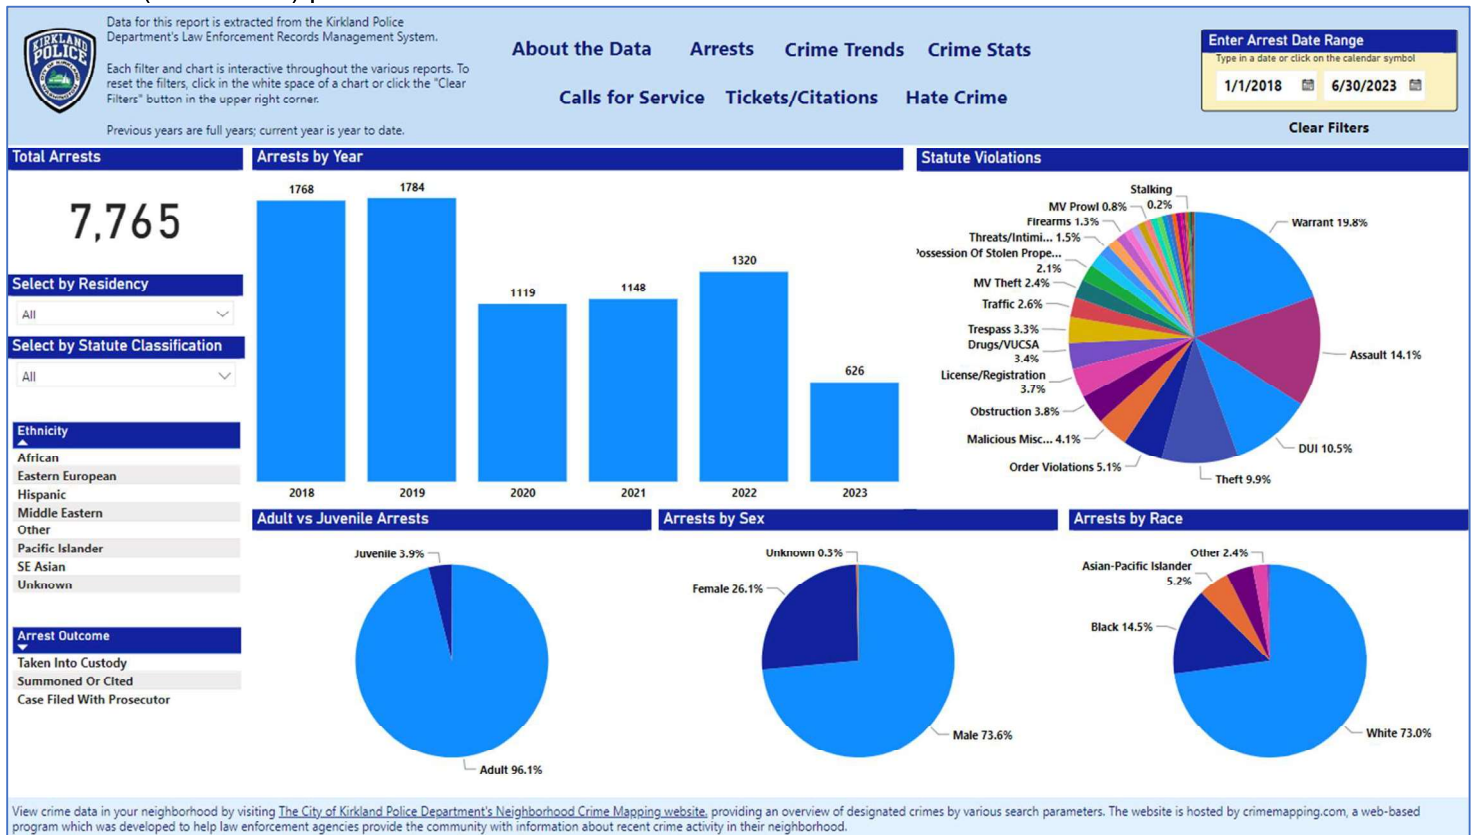 Data for this report is extracted from the Kirkland Police
Department's Law Enforcement Records Management System.
Each filter and chart is interactive throughout the various reports. To
reset the filters, click in the white space of a chart or click the "Clear
Filters" button in the upper right corner.
Previous years are full years; current year is year to date.
KIRKLAND
POLICE
WASHINGTON
About the Data Arrests Crime Trends Crime Stats
Calls for Service Tickets/Citations Hate Crime
Enter Arrest Date Range
Type in a date or click on the calendar symbol
1/1/2018 6/30/2023
Clear Filters
Total Arrests
7,765
Select by Residency
All
Select by Statute Classification
All
Ethnicity
African
Eastern European
Hispanic
Middle Eastern
Other
Pacific Islander
SE Asian
Unknown
Arrest Outcome
Taken Into Custody
Summoned Or Cited
Case Filed With Prosecutor
Arrests by Year
1768 1784 1119 1148 1320 626
2018 2019 2020 2021 2022 2023
Statute Violations
Stalking
0.2%
MV Prowl 0.8%
Firearms 1.3%
Threats/Intimi... 1.5%
Possession Of Stolen Prope...
2.1%
MV Theft 2.4%
Traffic 2.6%
Trespass 3.3%
Drugs/VUCSA
3.4%
License/Registration
3.7%
Obstruction 3.8%
Malicious Misc... 4.1%
Order Violations 5.1%
Theft 9.9%
DUI 10.5%
Assault 14.1%
Warrant 19.8%
Adult vs Juvenile Arrests
Juvenile 3.9%
Adult 96.1%
Arrests by Sex
Unknown 0.3%
Female 26.1%
Male 73.6%
Arrests by Race
Other 2.4%
Asian-Pacific Islander
5.2%
Black 14.5%
White 73.0%
View crime data in your neighborhood by visiting The City of Kirkland Police Department's Neighborhood Crime Mapping website, providing an overview of designated crimes by various search parameters. The website is hosted by crimemapping.com, a web-based
program which was developed to help law enforcement agencies provide the community with information about recent crime activity in their neighborhood.